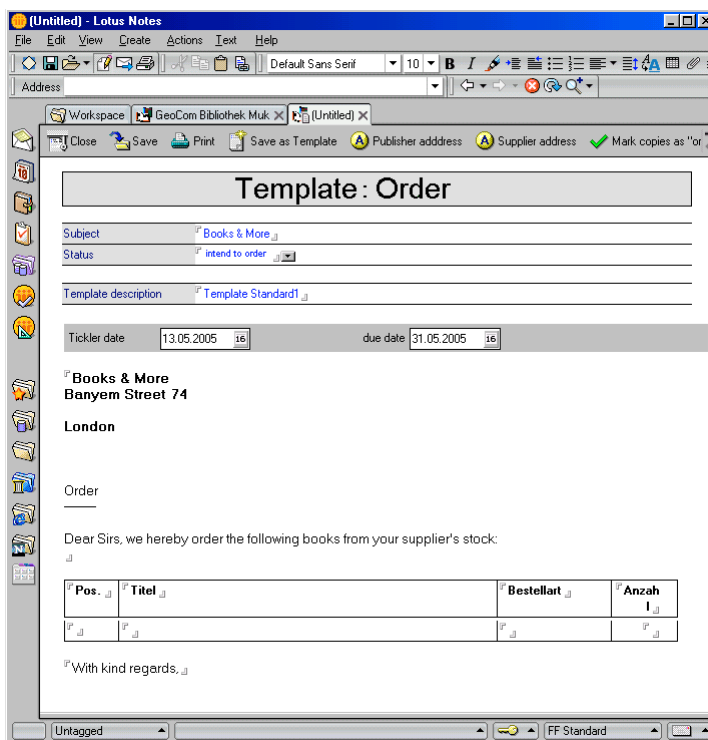 (Untitled) - Lotus Notes
File Edit View Create Actions Text Help
Default Sans Serif 10 B I
Address
Workspace GeoCom Bibliothek Muk (Untitled)
Close Save Print Save as Template Publisher adddress Supplier address Mark copies as "or
Template: Order
Subject Books & More
Status intend to order
Template description Template Standard1
Tickler date 13.05.2005 16 due date 31.05.2005 16
Books & More
Banyem Street 74
London
Order
Dear Sirs, we hereby order the following books from your supplier's stock:
Pos. Titel Bestellart Anzah
l
With kind regards,
Untagged FF Standard